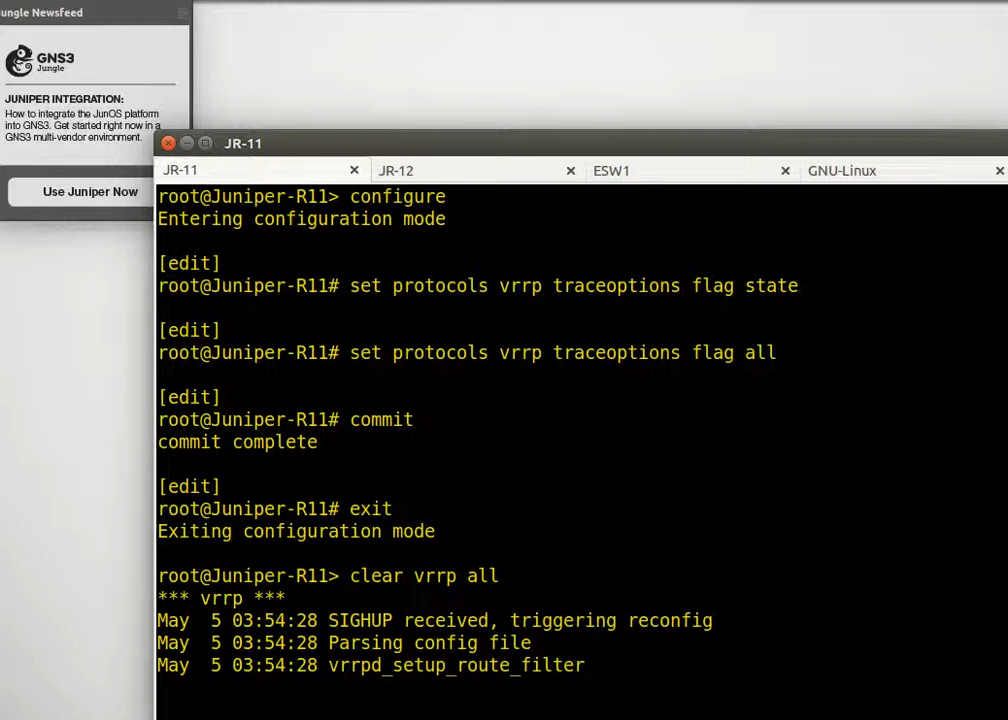 ungle Newsfeed
GNS3
Jungle
JUNIPER INTEGRATION:
How to integrate the JunOS platform
into GNS3. Get started right now in a
GNS3 multi-vendor environment.
Use Juniper Now
JR-11
JR-11
JR-12
ESW1
GNU-Linux
root@Juniper-R11> configure
Entering configuration mode
[edit]
root@Juniper-R11# set protocols vrrp traceoptions flag state
[edit]
root@Juniper-R11# set protocols vrrp traceoptions flag all
[edit]
root@Juniper-R11# commit
commit complete
[edit]
root@Juniper-R11# exit
Exiting configuration mode
root@Juniper-R11> clear vrrp all
*** vrrp ***
May  5 03:54:28 SIGHUP received, triggering reconfig
May  5 03:54:28 Parsing config file
May  5 03:54:28 vrrpd_setup_route_filter